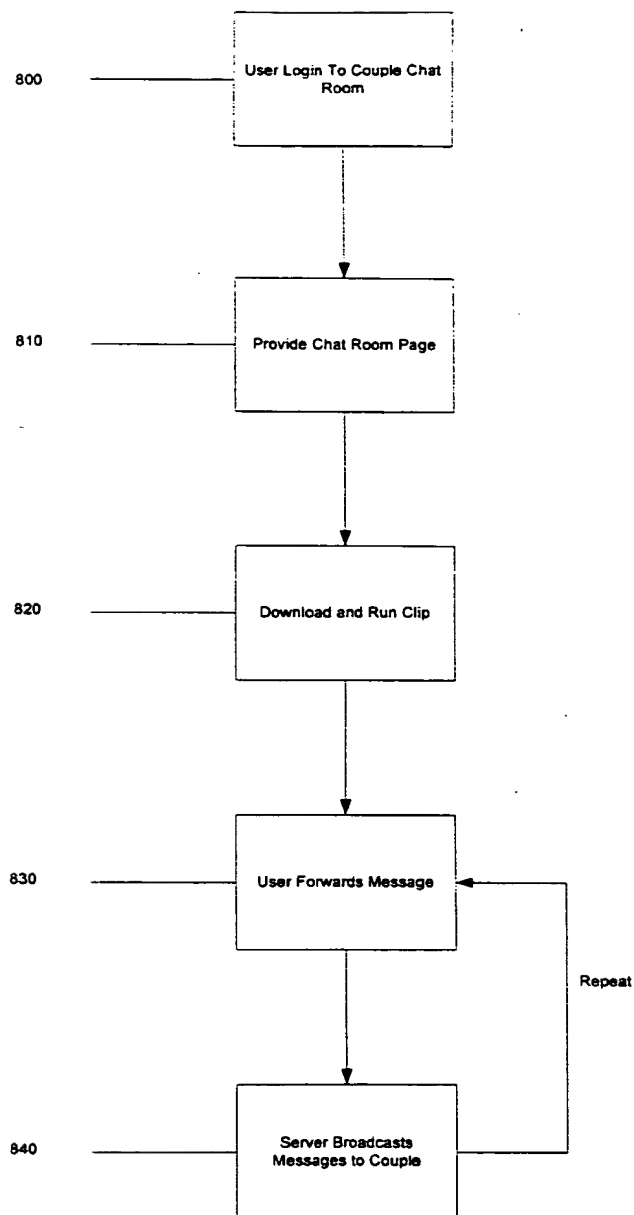 800
User Login To Couple Chat
Room
810
Provide Chat Room Page
820
Download and Run Clip
830
User Forwards Message
Repeat
840
Server Broadcasts
Messages to Couple